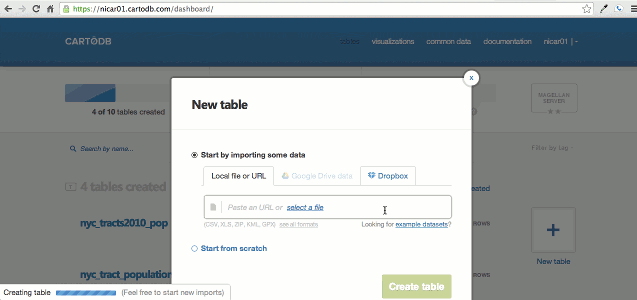 https://nicar01.cartodb.com/dashboard/
CARTODB
tables visualizations common data documentation nicar01 | -
4 of 10 tables created
MAGELLAN
SERVER
x
New table
Search by name...
Filter by tag -
Start by importing some data
Local file or URL Google Drive data Dropbox
4 tables created
Paste an URL or select a file
(CSV, XLS, ZIP, KML, GPX) see all formats Looking for example datasets?
nyc_tracts2010_pop
ROWS
Start from scratch
New table
nyc_tract_population
ROWS
Create table
Creating table (Feel free to start new imports)